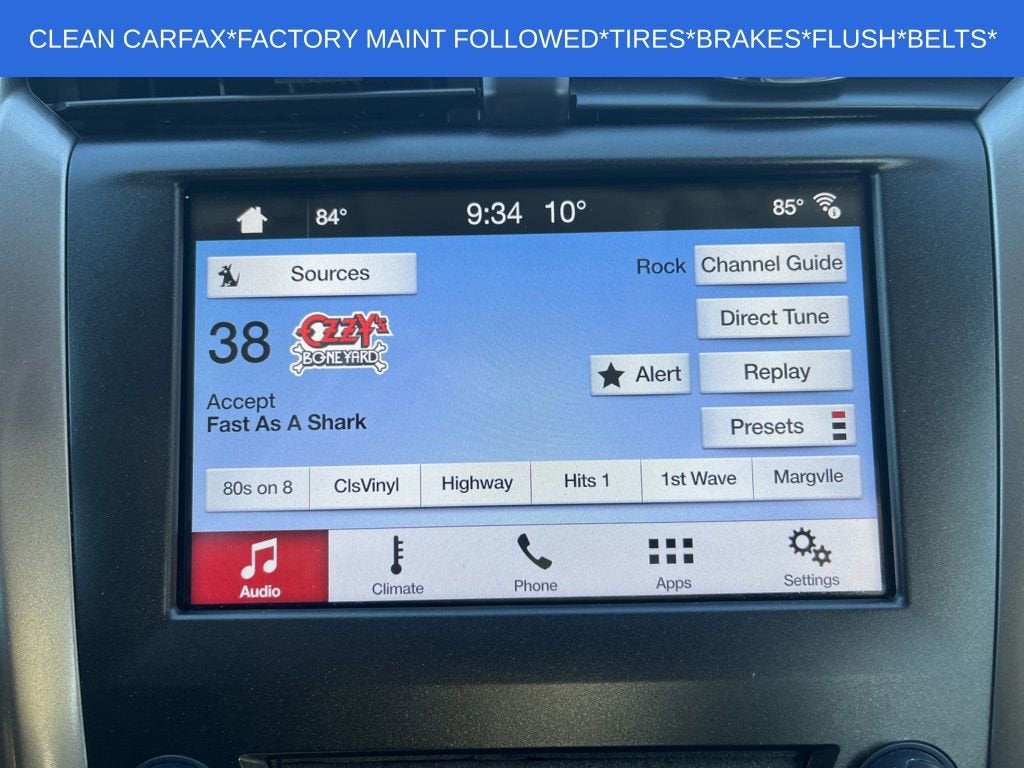 CLEAN CARFAX*FACTORY MAINT FOLLOWED*TIRES*BRAKES*FLUSH*BELTS*
84° 9:34 10° 85°
Sources
Rock Channel Guide
38 OZZY's BONEYARD
Direct Tune
Alert Replay
Accept
Fast As A Shark
Presets
80s on 8 ClsVinyl Highway Hits 1 1st Wave Margvlle
Audio Climate Phone Apps Settings